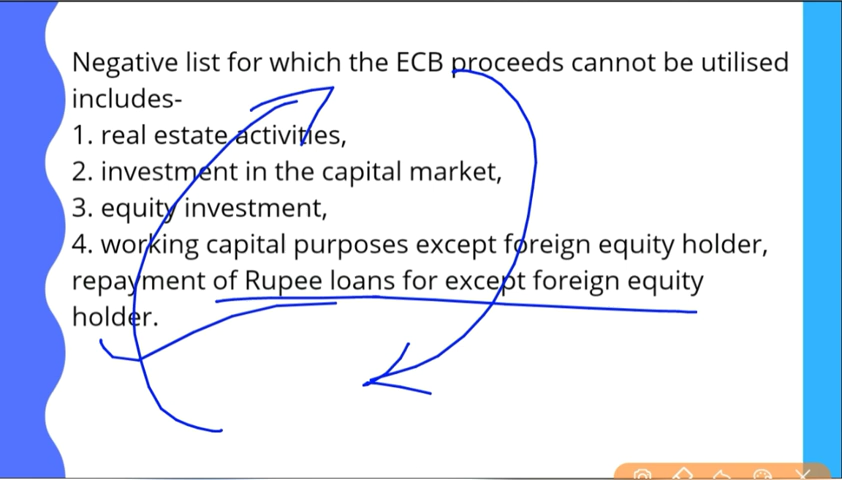 Negative list for which the ECB proceeds cannot be utilised
includes-
1. real estate activities,
2. investment in the capital market,
3. equity investment,
4. working capital purposes except foreign equity holder,
repayment of Rupee loans for except foreign equity
holder.